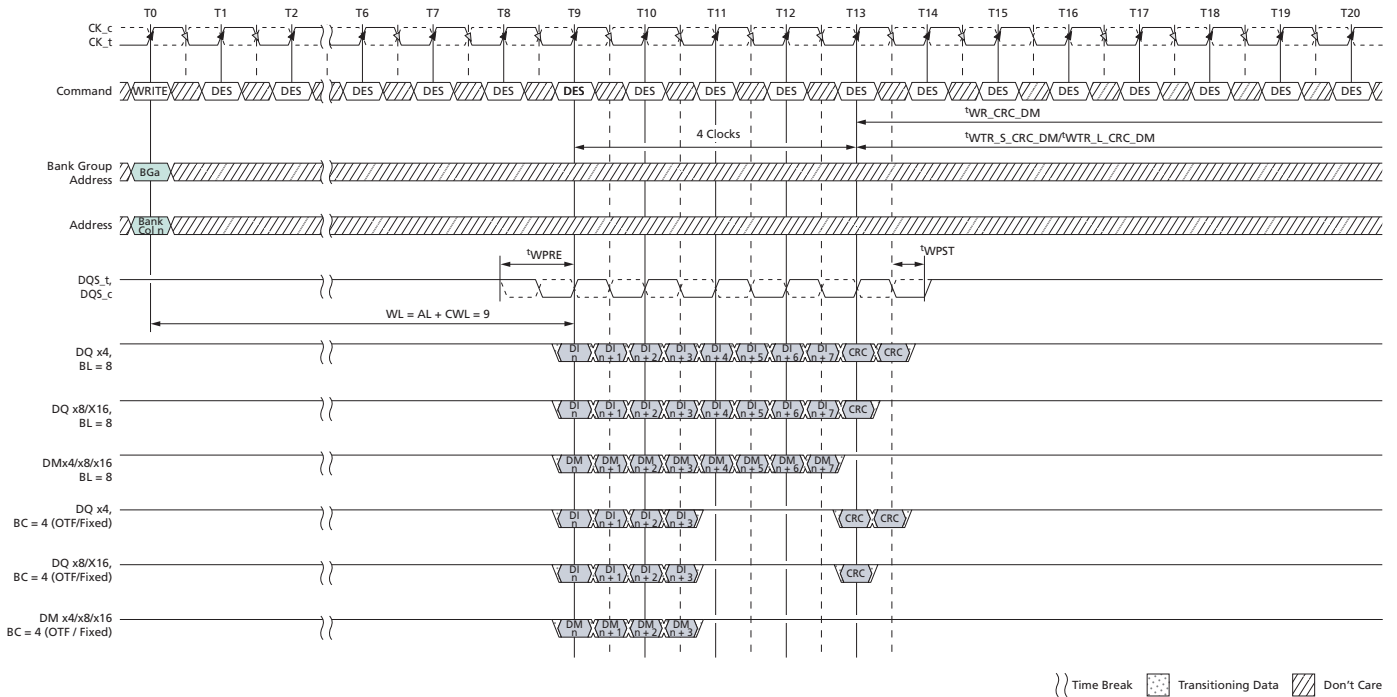 T0 T1 T2 T6 T7 T8 T9 T10 T11 T12 T13 T14 T15 T16 T17 T18 T19 T20
CK_c
CK_t
Command WRITE DES DES DES DES DES DES DES DES DES DES DES DES DES DES DES DES DES
tWR_CRC_DM
4 Clocks tWTR_S_CRC_DM/tWTR_L_CRC_DM
Bank Group
Address BGa
Address Bank
Col n
tWPRE tWPST
DQS_t,
DQS_c
WL = AL + CWL = 9
DQ x4,
BL = 8
DI n DI n + 1 DI n + 2 DI n + 3 DI n + 4 DI n + 5 DI n + 6 DI n + 7 CRC CRC
DQ x8/X16,
BL = 8
DI n DI n + 1 DI n + 2 DI n + 3 DI n + 4 DI n + 5 DI n + 6 DI n + 7 CRC
DMx4/x8/x16
BL = 8
DM n DM n + 1 DM n + 2 DM n + 3 DM n + 4 DM n + 5 DM n + 6 DM n + 7
DQ x4,
BC = 4 (OTF/Fixed)
DI n DI n + 1 DI n + 2 DI n + 3 CRC CRC
DQ x8/X16,
BC = 4 (OTF/Fixed)
DI n DI n + 1 DI n + 2 DI n + 3 CRC
DM x4/x8/x16
BC = 4 (OTF / Fixed)
DM n DM n + 1 DM n + 2 DM n + 3
Time Break Transitioning Data Don't Care